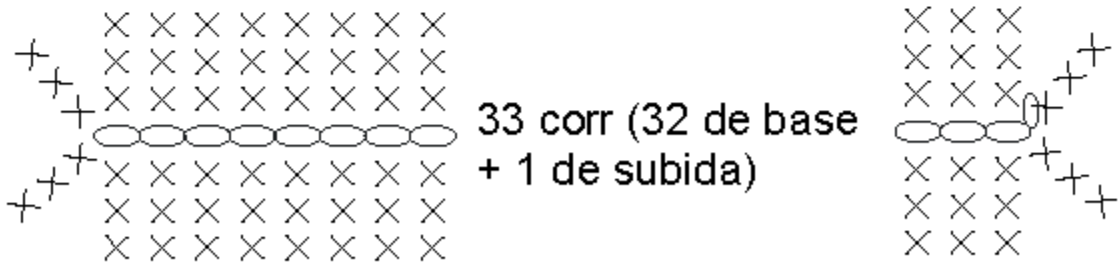 33 corr (32 de base
+ 1 de subida)